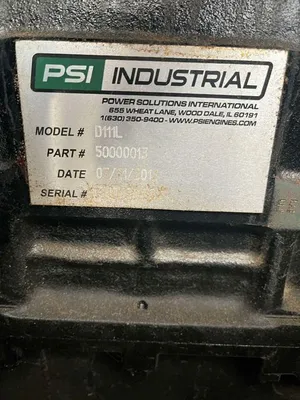 PSI INDUSTRIAL
POWER SOLUTIONS INTERNATIONAL
655 WHEAT LANE, WOOD DALE, IL 60191
1(630) 350-9400 - WWW.PSIENGINES.COM
MODEL # D111L
PART # 50000013
DATE
SERIAL #